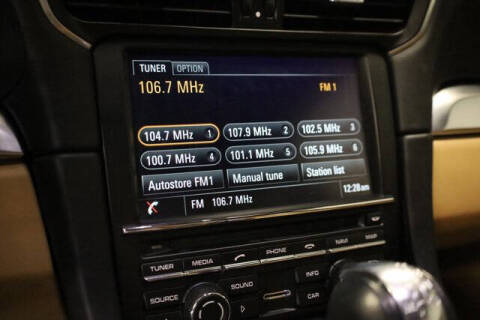 TUNER OPTION
106.7 MHz FM 1
104.7 MHz 1 107.9 MHz 2 102.5 MHz 3
100.7 MHz 4 101.1 MHz 5 105.9 MHz 6
Autostore FM1 Manual tune Station list
12:28 am
FM 106.7 MHz
TUNER MEDIA PHONE NAVI MAP
SOURCE SOUND INFO
CAR